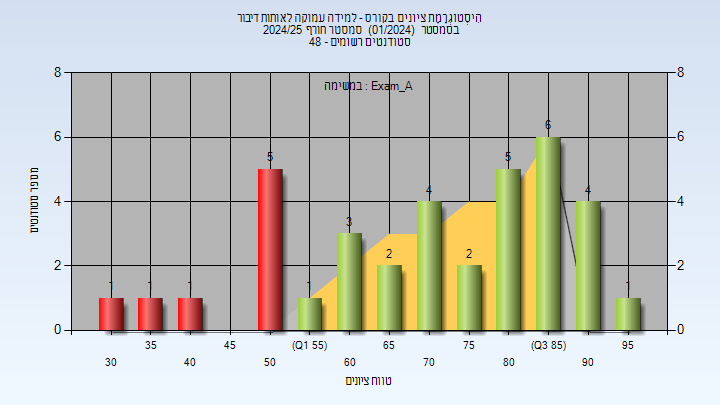 היסטוגרמת ציונים בקורס - למידה עמוקה לאותות דיבור
בסמסטר (01/2024) סמסטר חורף 2024/25
סטודנטים רשומים - 48
במשימה : Exam_A
8 8
6 6
4 4
2 2
0 0
1 1 1 5 1 3 2 4 2 5 6 4 1
מספר סטודנטים
35 45 (Q1 55) 65 75 (Q3 85) 95
30 40 50 60 70 80 90
טווח ציונים